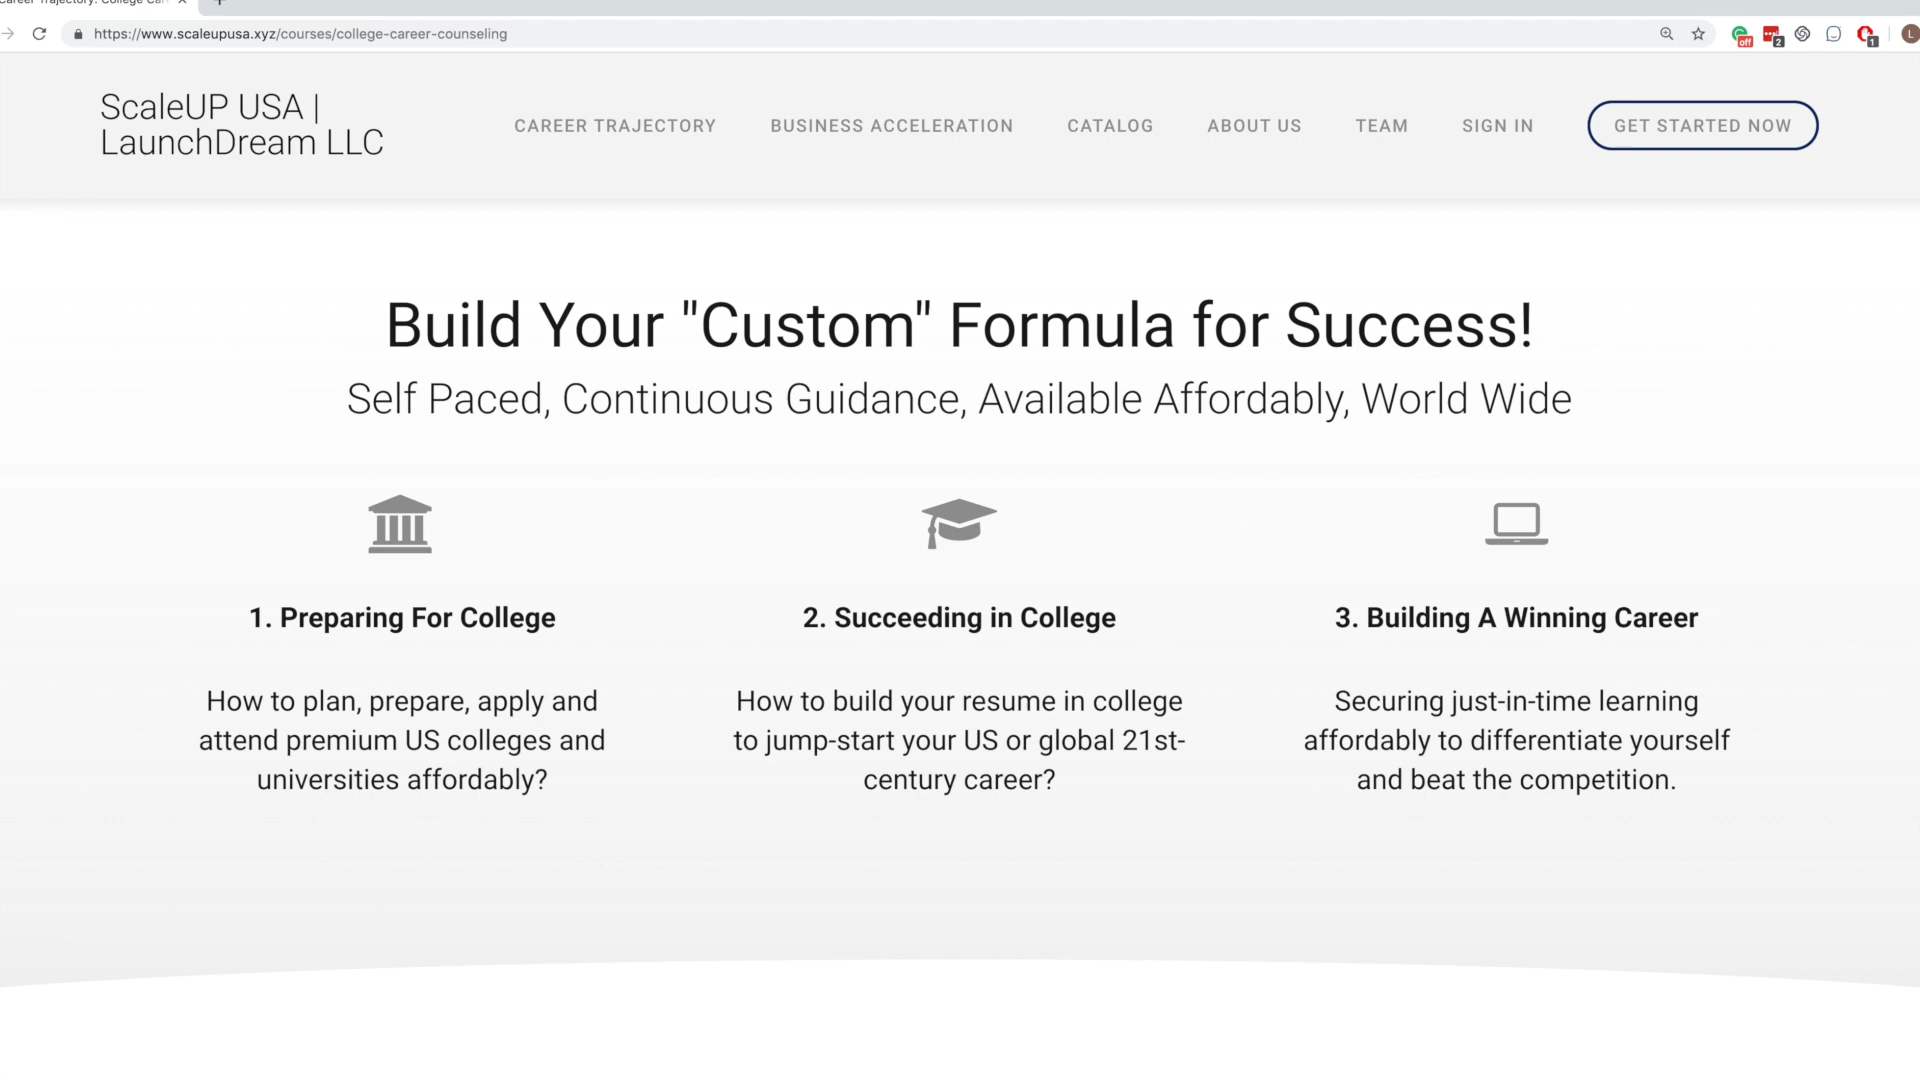 https://www.scaleupusa.xyz/courses/college-career-counseling
off
2
1
L
ScaleUP USA |
LaunchDream LLC
CAREER TRAJECTORY
BUSINESS ACCELERATION
CATALOG
ABOUT US
TEAM
SIGN IN
GET STARTED NOW
Build Your "Custom" Formula for Success!
Self Paced, Continuous Guidance, Available Affordably, World Wide
1. Preparing For College
How to plan, prepare, apply and
attend premium US colleges and
universities affordably?
2. Succeeding in College
How to build your resume in college
to jump-start your US or global 21st-
century career?
3. Building A Winning Career
Securing just-in-time learning
affordably to differentiate yourself
and beat the competition.